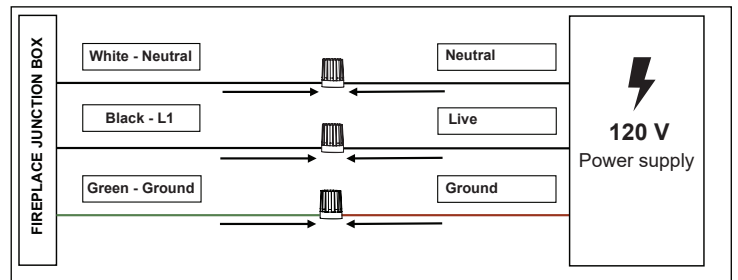 FIREPLACE JUNCTION BOX
White - Neutral
Neutral
Black - L1
Live
Green - Ground
Ground
120 V
Power supply